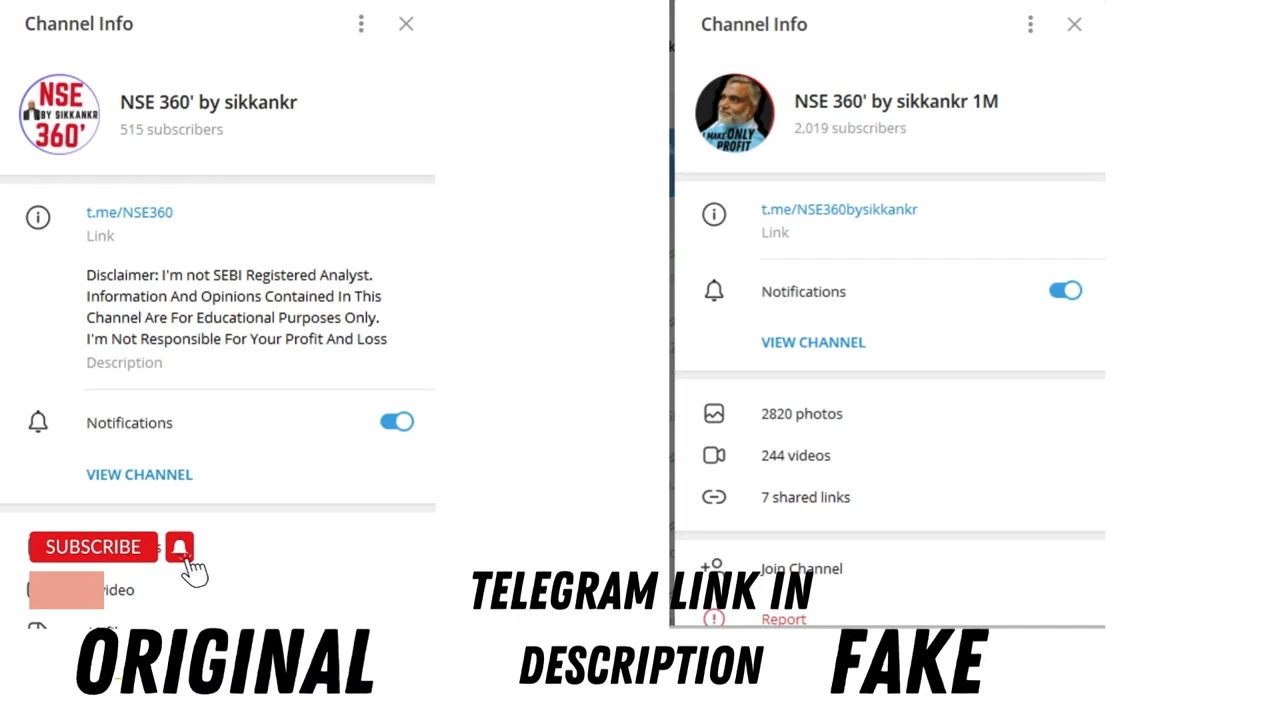 Channel Info
NSE
BY SIKKANKR
360'
NSE 360' by sikkankr
515 subscribers
t.me/NSE360
Link
Disclaimer: I'm not SEBI Registered Analyst.
Information And Opinions Contained In This
Channel Are For Educational Purposes Only.
I'm Not Responsible For Your Profit And Loss
Description
Notifications
VIEW CHANNEL
SUBSCRIBE
ORIGINAL
TELEGRAM LINK IN
DESCRIPTION
Channel Info
I MAKE ONLY
PROFIT
NSE 360' by sikkankr 1M
2,019 subscribers
t.me/NSE360bysikkankr
Link
Notifications
VIEW CHANNEL
2820 photos
244 videos
7 shared links
Join Channel
Report
FAKE